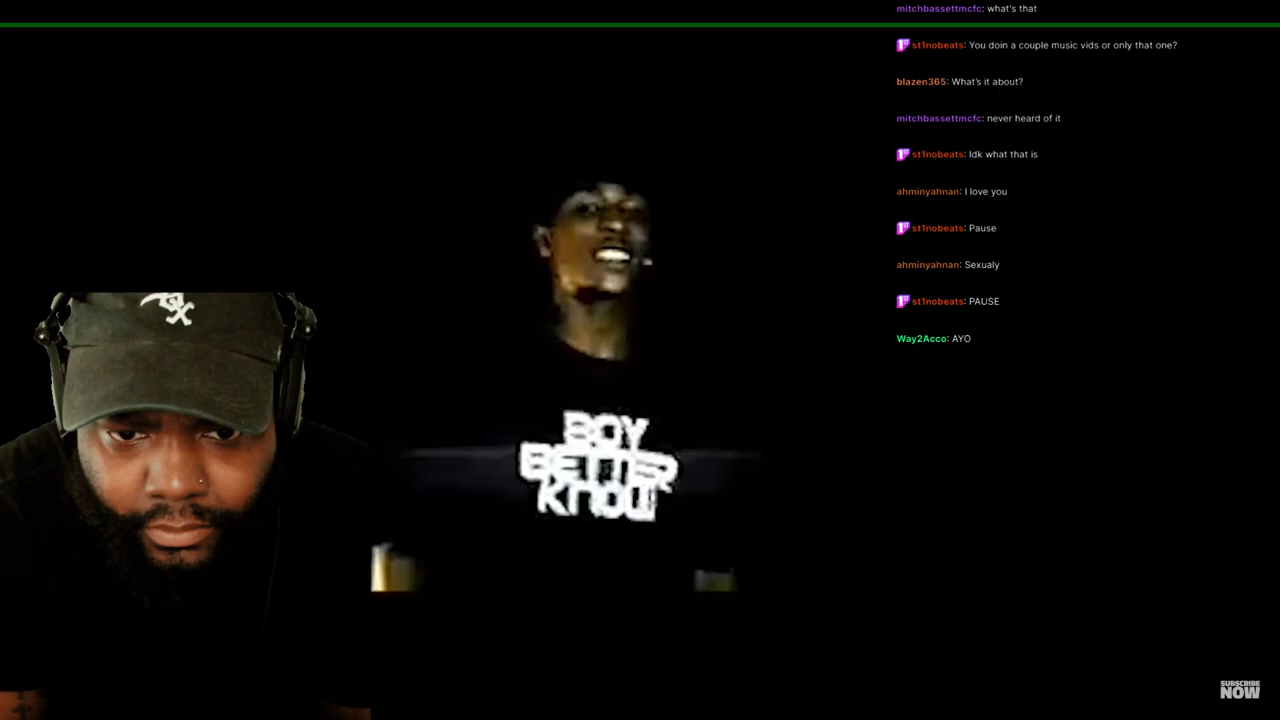 mitchbassettmcfc: what's that
st1nobeats: You doin a couple music vids or only that one?
blazen365: What's it about?
mitchbassettmcfc: never heard of it
st1nobeats: Idk what that is
ahminyahnan: I love you
st1nobeats: Pause
ahminyahnan: Sexualy
st1nobeats: PAUSE
Way2Acco: AYO
BOY
BETTER
KNOW
SUBSCRIBE
NOW